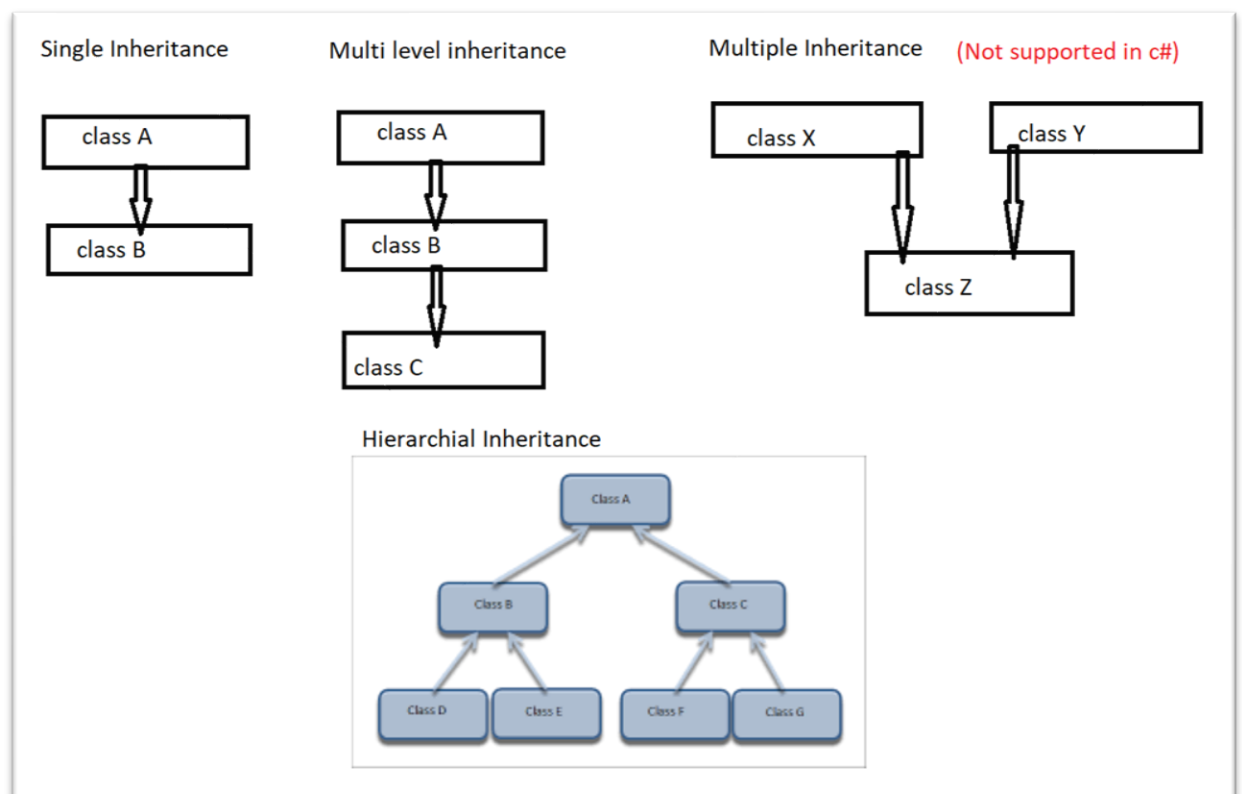 Single Inheritance
class A
class B
Multi level inheritance
class A
class B
class C
Multiple Inheritance (Not supported in c#)
class X
class Y
class Z
Hierarchial Inheritance
Class A
Class B
Class C
Class D
Class E
Class F
Class G